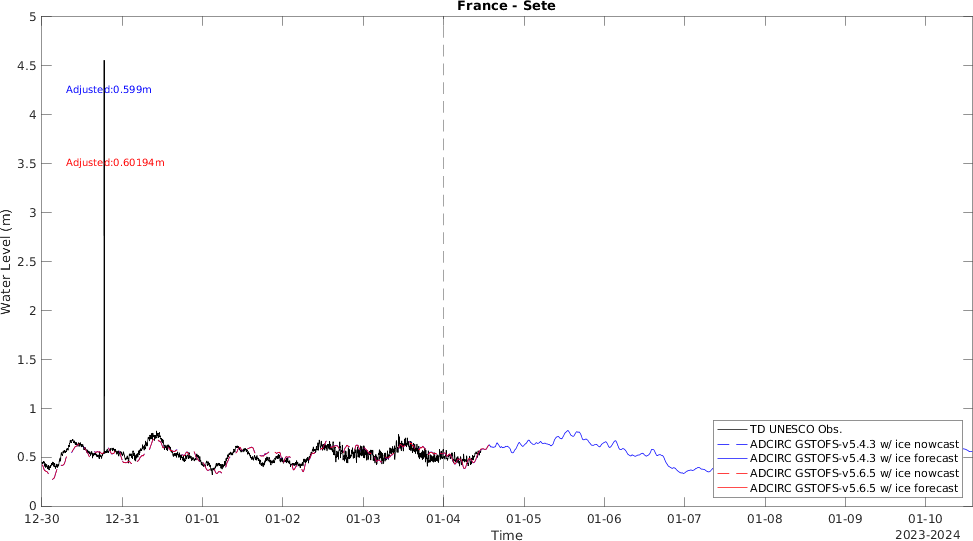 France - Sete
5
4.5
Adjusted:0.599m
4
3.5
Adjusted:0.60194m
3
2.5
2
1.5
1
0.5
0
Water Level (m)
TD UNESCO Obs.
ADCIRC GSTOFS-v5.4.3 w/ ice nowcast
ADCIRC GSTOFS-v5.4.3 w/ ice forecast
ADCIRC GSTOFS-v5.6.5 w/ ice nowcast
ADCIRC GSTOFS-v5.6.5 w/ ice forecast
12-30 12-31 01-01 01-02 01-03 01-04 01-05 01-06 01-07 01-08 01-09 01-10
Time
2023-2024